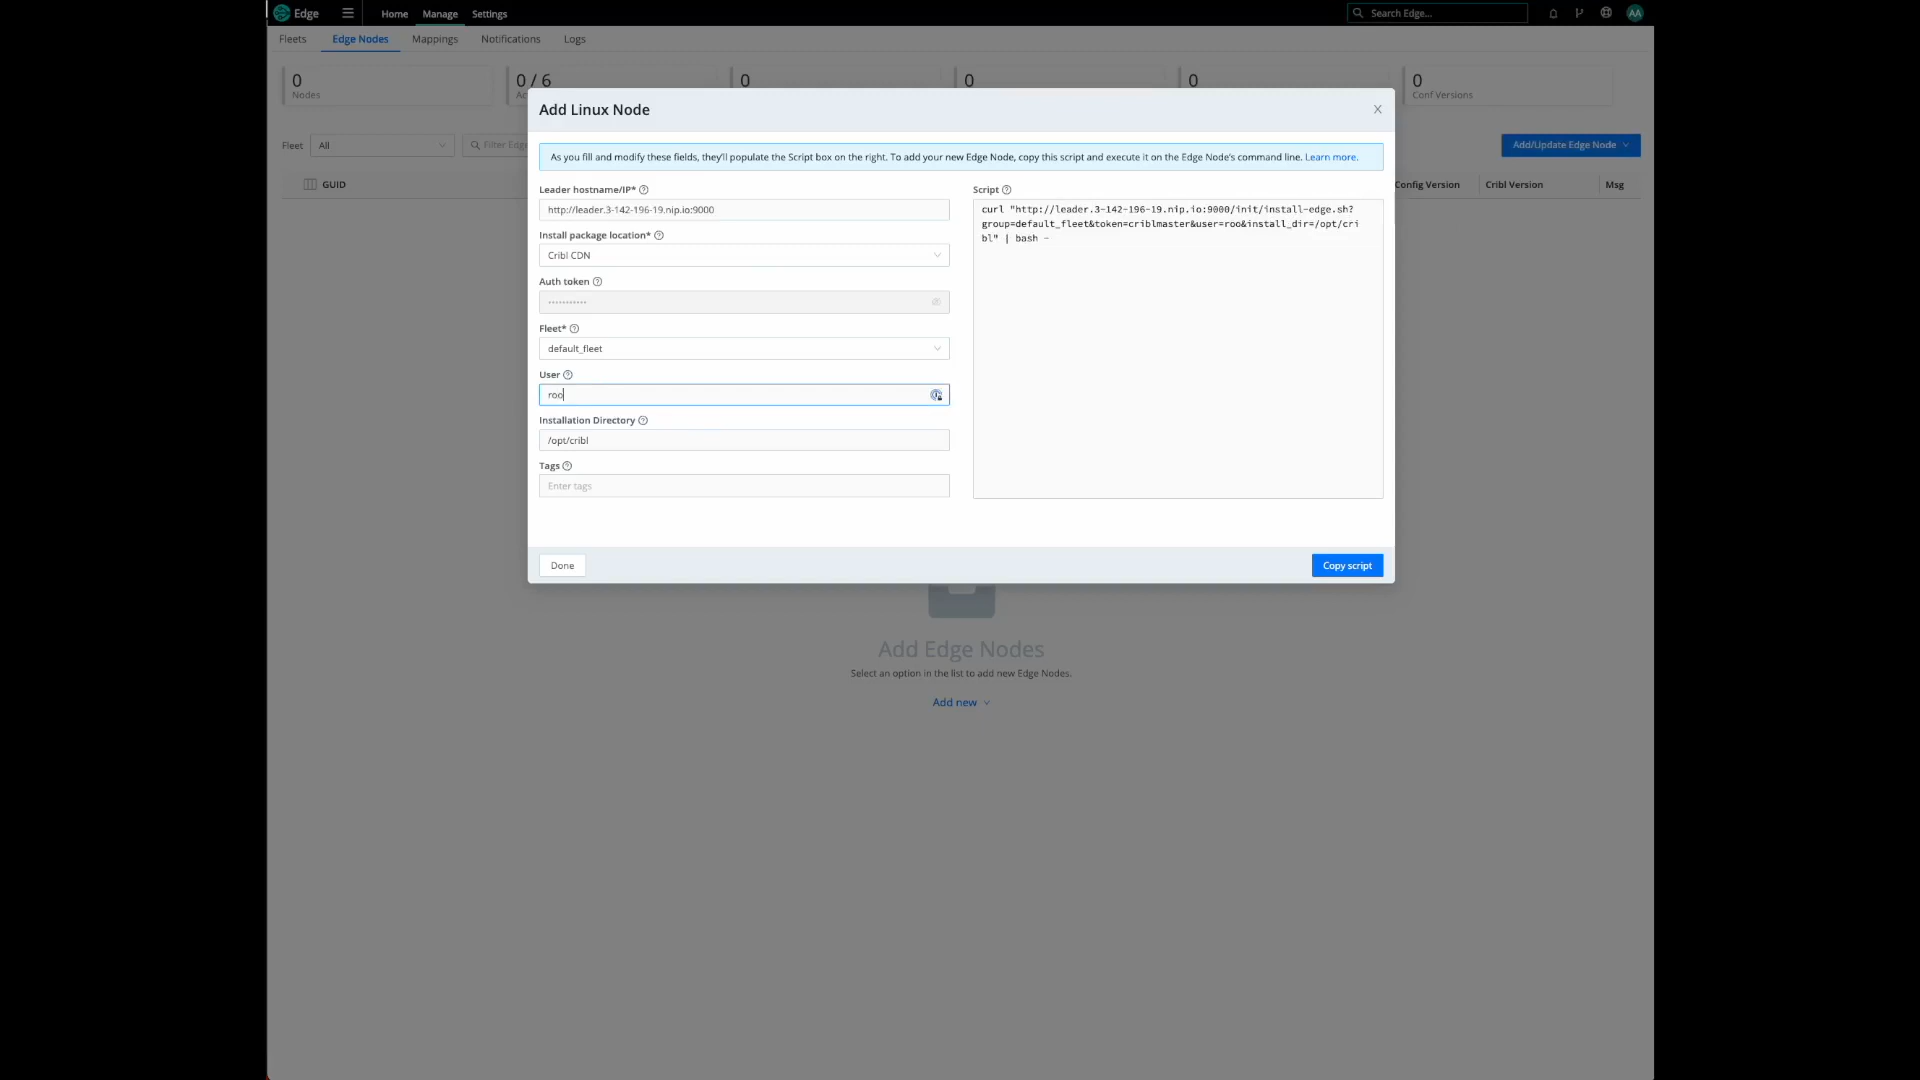 Edge
Home Manage Settings
Search Edge...
AA
Fleets Edge Nodes Mappings Notifications Logs
0
Nodes
0 / 6
0
0
0
0
Conf Versions
Fleet All
Filter Edge
Add/Update Edge Node
GUID
Config Version Cribl Version Msg
Add Linux Node
As you fill and modify these fields, they'll populate the Script box on the right. To add your new Edge Node, copy this script and execute it on the Edge Node's command line. Learn more.
Leader hostname/IP*
http://leader.3-142-196-19.nip.io:9000
Install package location*
Cribl CDN
Auth token
•••••••••••
Fleet*
default_fleet
User
roo
Installation Directory
/opt/cribl
Tags
Enter tags
Script
curl "http://leader.3-142-196-19.nip.io:9000/init/install-edge.sh?
group=default_fleet&token=criblmaster&user=roo&install_dir=/opt/cri
bl" | bash -
Done
Copy script
Add Edge Nodes
Select an option in the list to add new Edge Nodes.
Add new